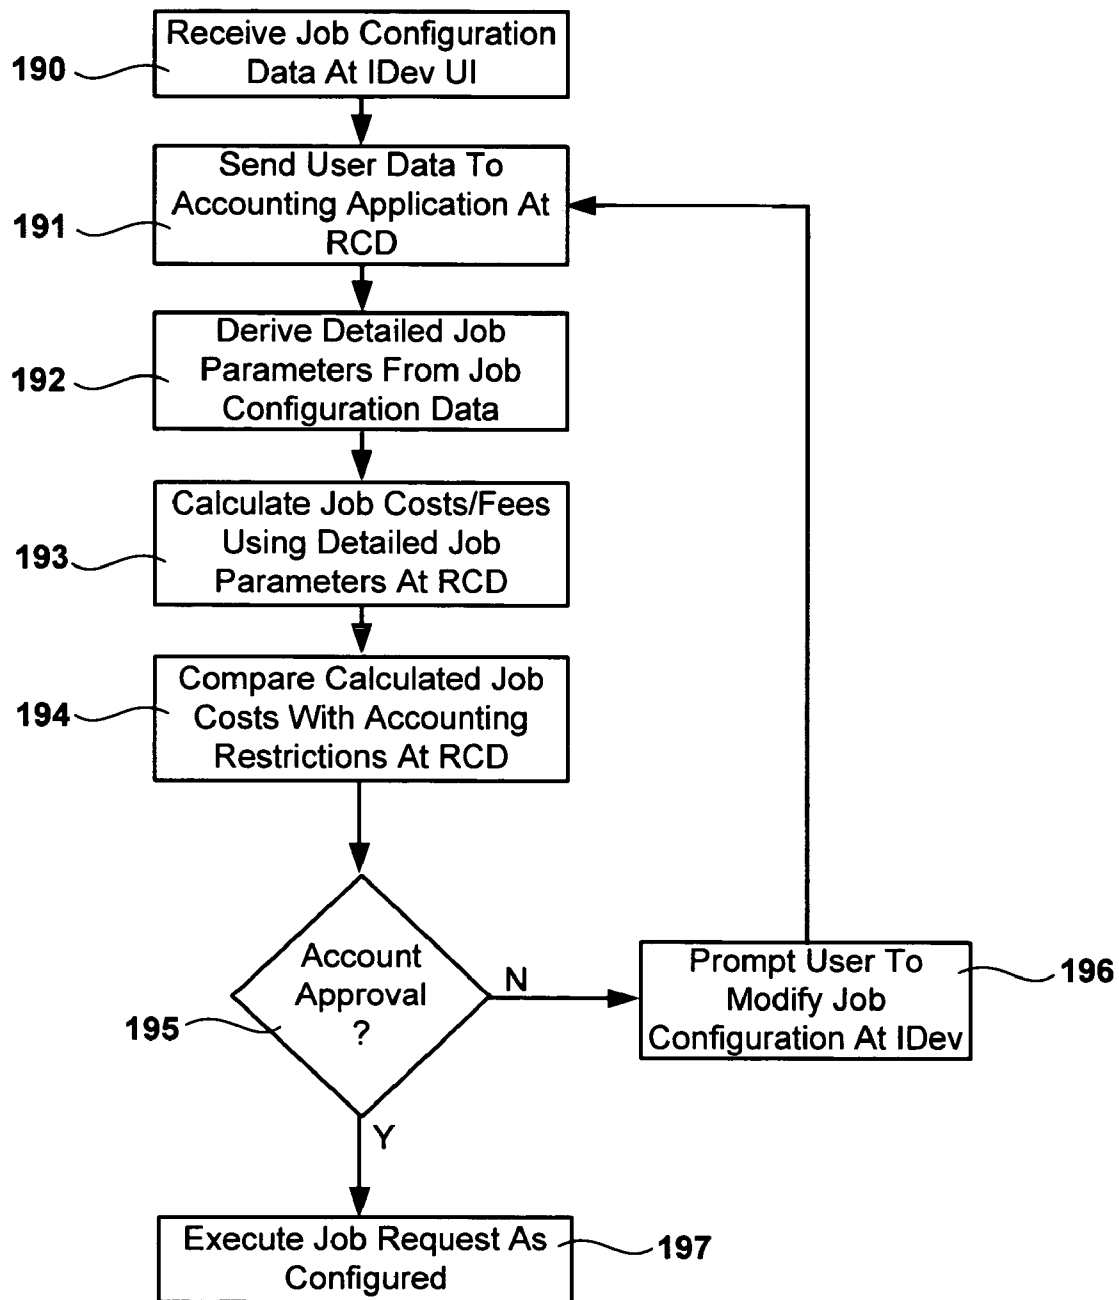 190
Receive Job Configuration
Data At IDev UI
191
Send User Data To
Accounting Application At
RCD
192
Derive Detailed Job
Parameters From Job
Configuration Data
193
Calculate Job Costs/Fees
Using Detailed Job
Parameters At RCD
194
Compare Calculated Job
Costs With Accounting
Restrictions At RCD
195
Account
Approval
?
N
Y
Prompt User To
Modify Job
Configuration At IDev
196
Execute Job Request As
Configured
197